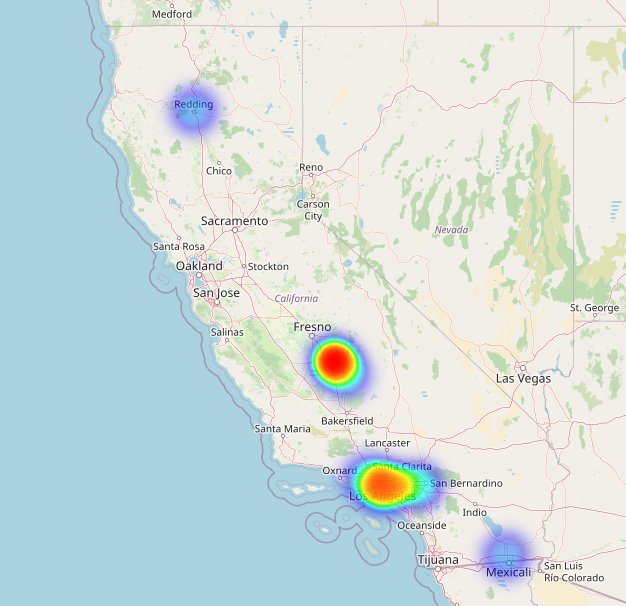 Medford
Redding
Chico
Reno
Carson
City
Sacramento
Nevada
Santa Rosa
Oakland
Stockton
San Jose
California
St. George
Fresno
Salinas
Las Vegas
Bakersfield
Santa Maria
Lancaster
Santa Clarita
Oxnard
San Bernardino
Los Angeles
Indio
Oceanside
Tijuana
Mexicali
San Luis
Río Colorado